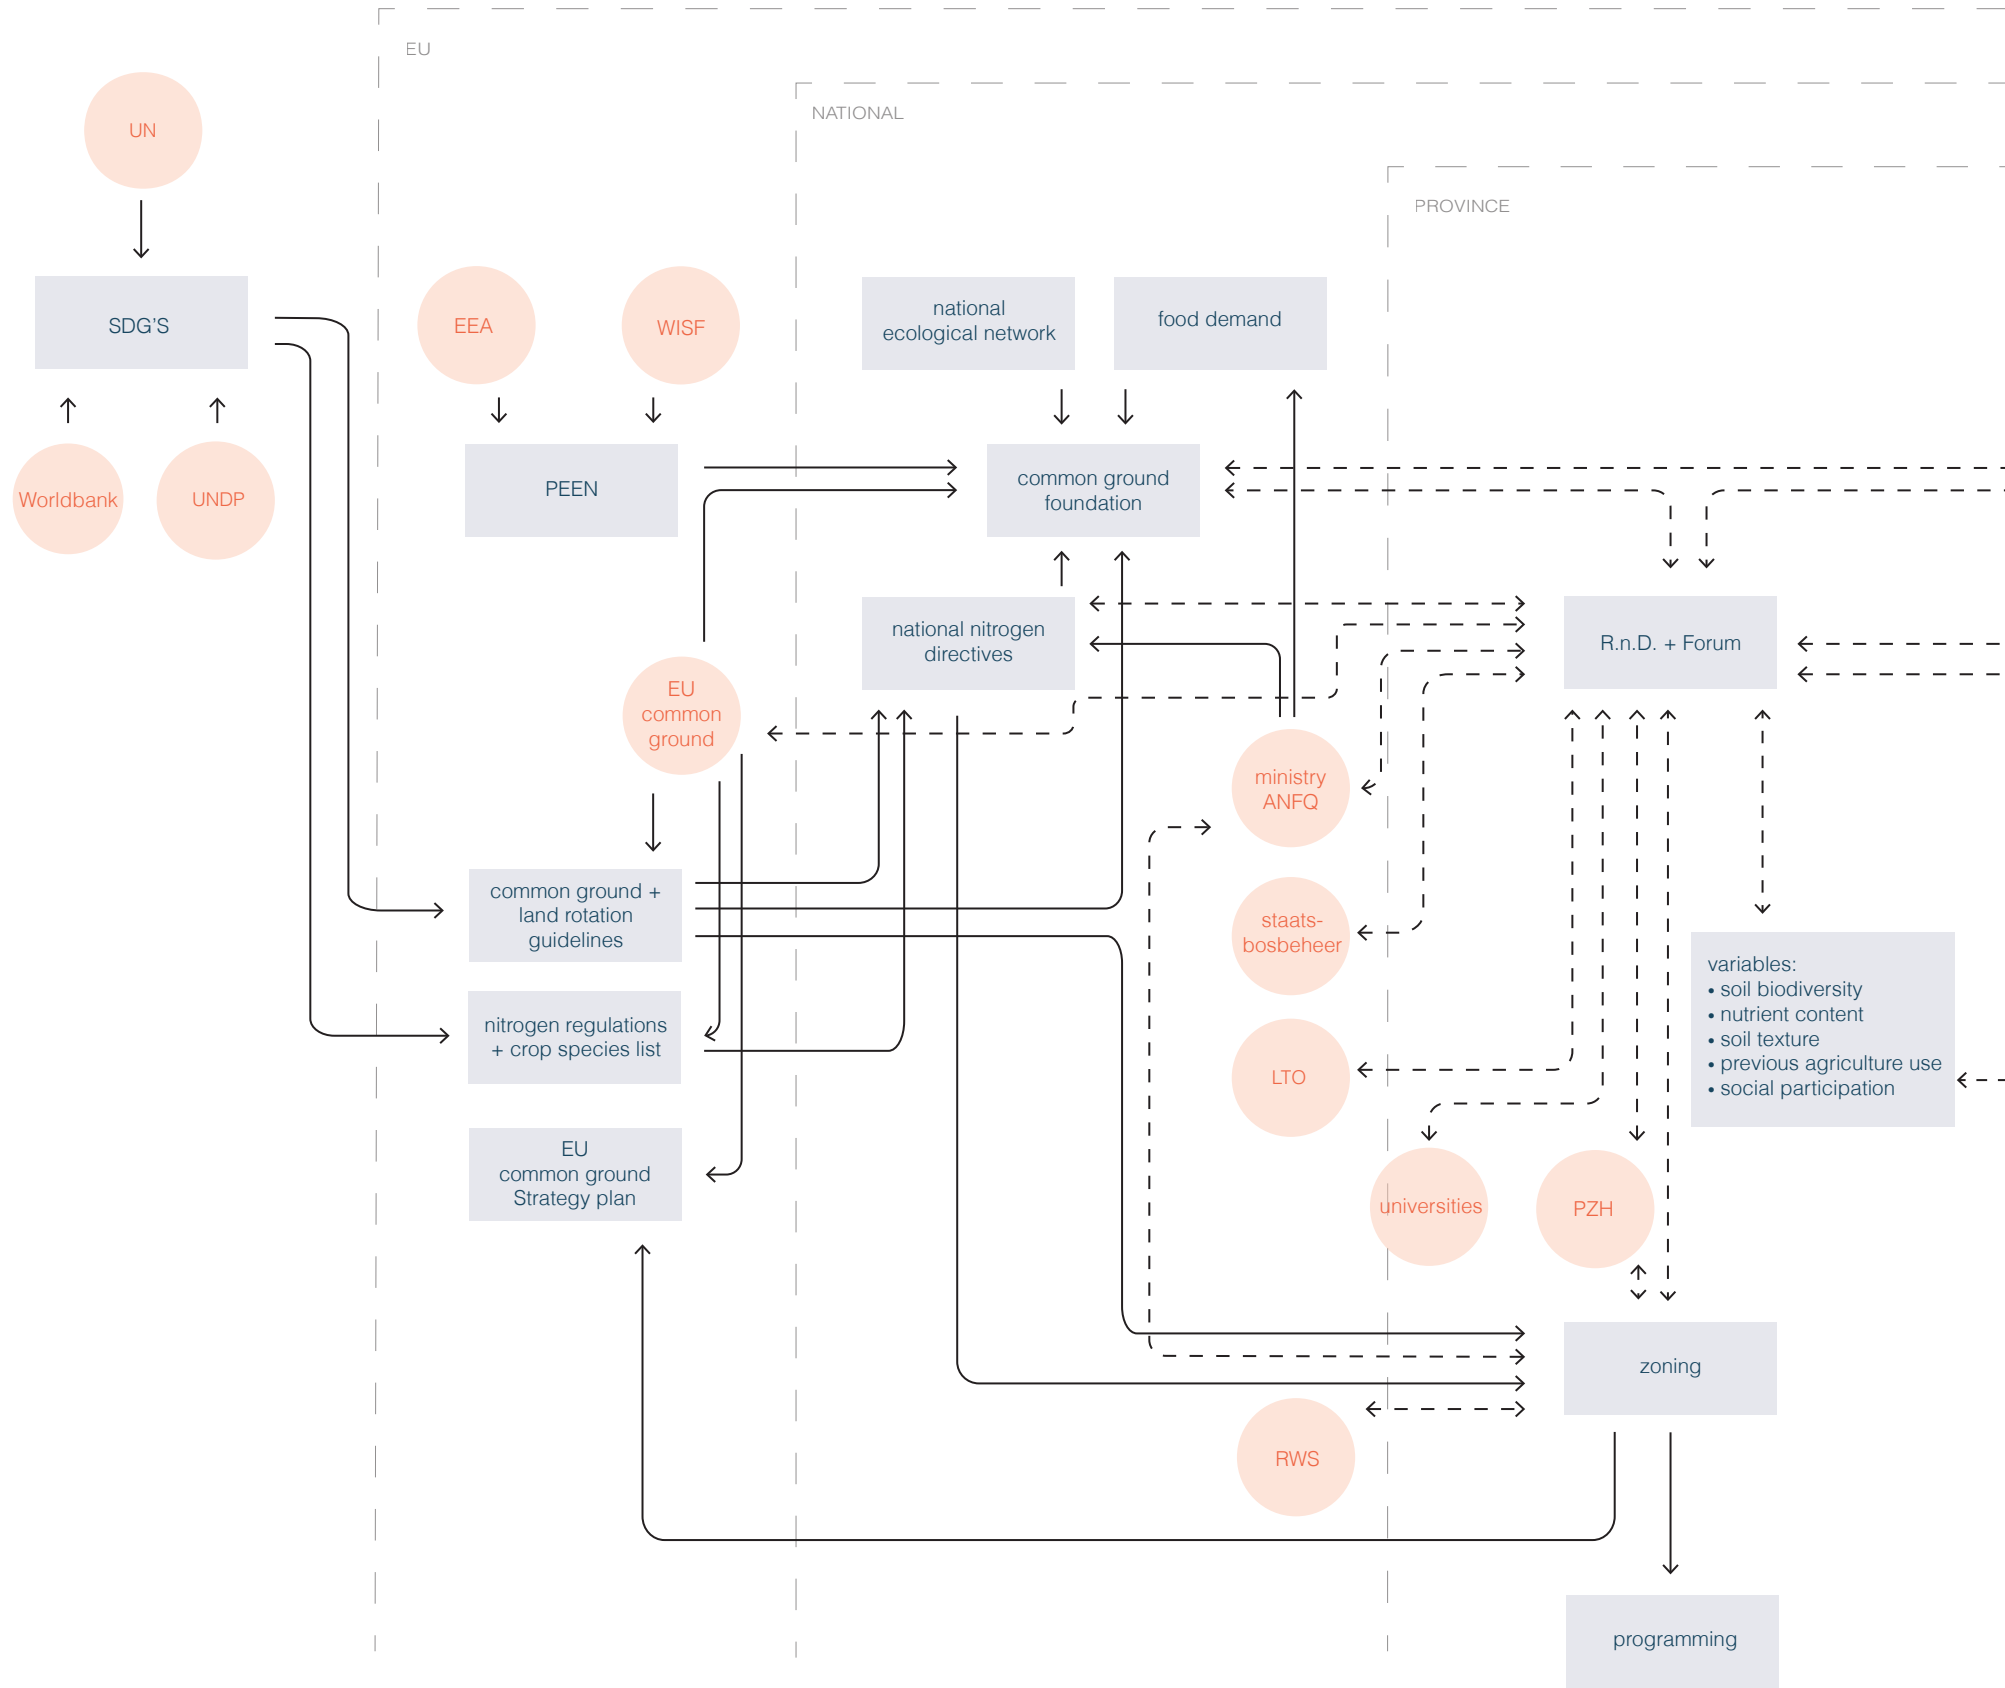 EU
NATIONAL
PROVINCE
UN
SDG'S
Worldbank
UNDP
EEA
WISF
PEEN
EU
common
ground
common ground +
land rotation
guidelines
nitrogen regulations
+ crop species list
EU
common ground
Strategy plan
national
ecological network
food demand
common ground
foundation
national nitrogen
directives
ministry
ANFQ
staats-
bosbeheer
LTO
universities
PZH
RWS
R.n.D. + Forum
variables:
• soil biodiversity
• nutrient content
• soil texture
• previous agriculture use
• social participation
zoning
programming